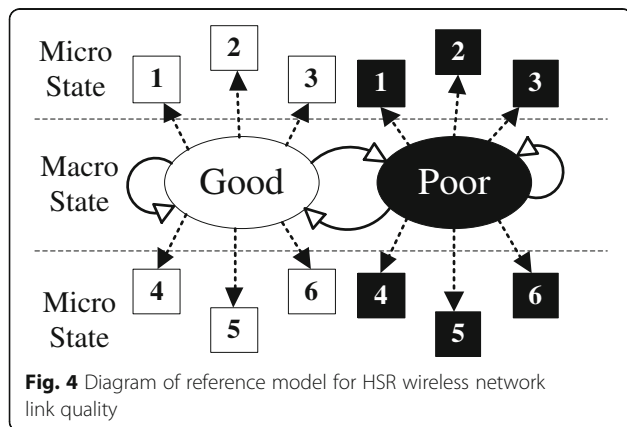 Micro
State
1 2 3 1 2 3
Macro
State
Good Poor
Micro
State
4 5 6 4 5 6
Fig. 4 Diagram of reference model for HSR wireless network
link quality